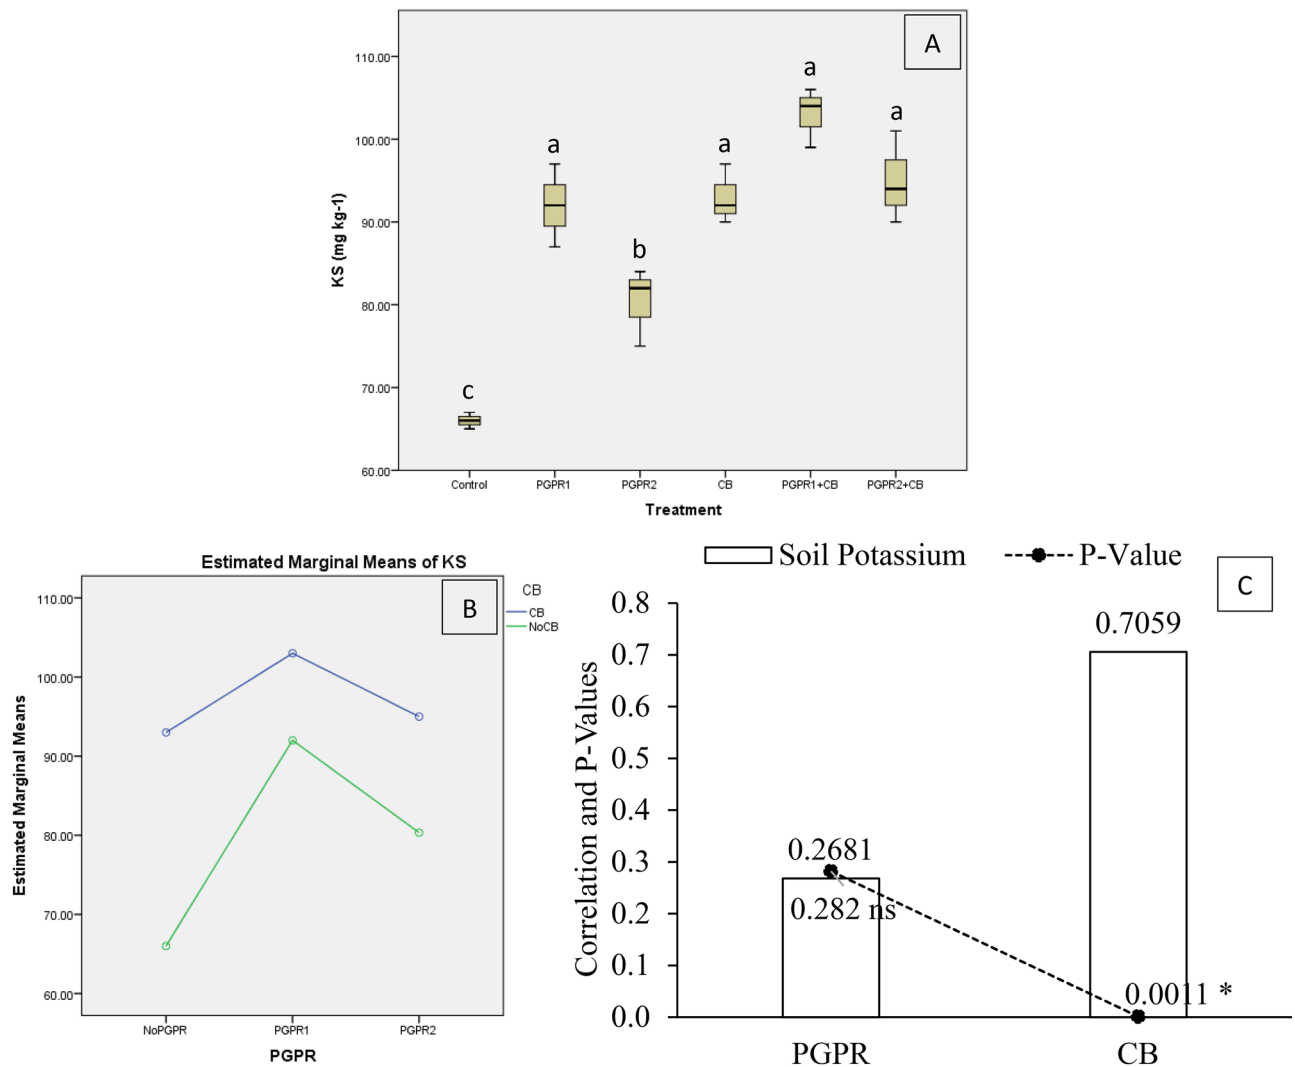 A
110.00
100.00
90.00
80.00
70.00
60.00
KS (mg kg-1)
c
a
b
a
a
a
Control
PGPR1
PGPR2
CB
PGPR1+CB
PGPR2+CB
Treatment
Estimated Marginal Means of KS
B
CB
CB
NoCB
110.00
100.00
90.00
80.00
70.00
60.00
Estimated Marginal Means
NoPGPR
PGPR1
PGPR2
PGPR
Soil Potassium
P-Value
C
0.8
0.7
0.6
0.5
0.4
0.3
0.2
0.1
0.0
Correlation and P-Values
0.7059
0.2681
0.282 ns
0.0011 *
PGPR
CB